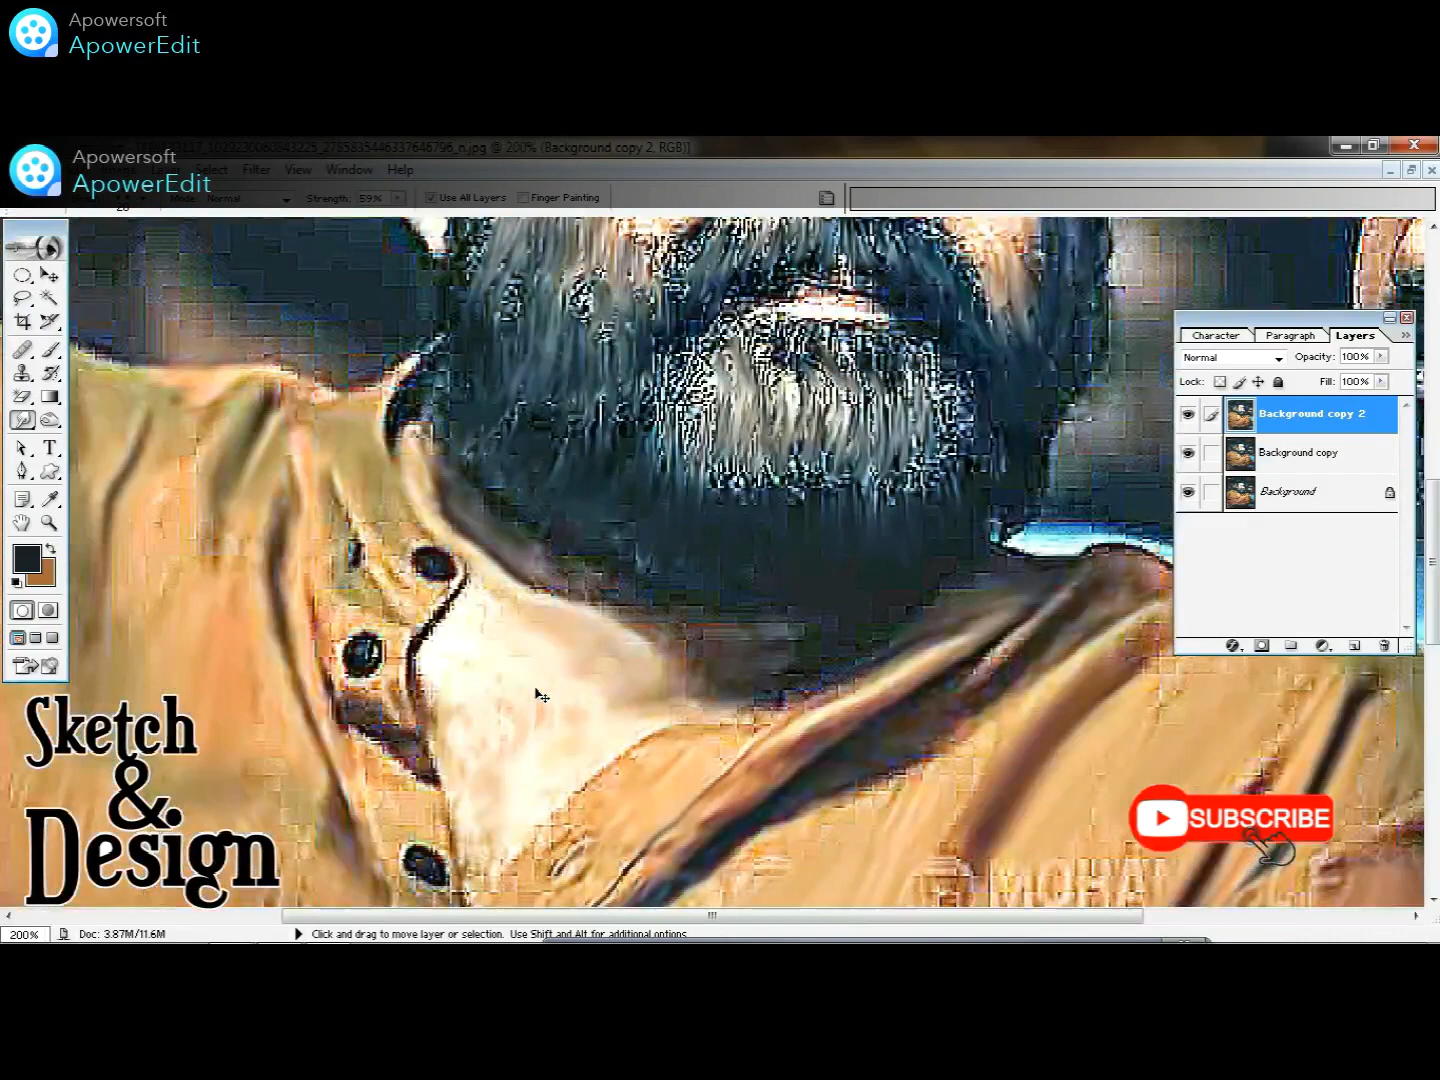 Apowersoft
ApowerEdit
Apowersoft
ApowerEdit
@ 200% (Background copy 2, RGB)]
Select Filter View Window Help
Mode: Normal Strength: 59% Use All Layers Finger Painting
Character Paragraph Layers
Normal Opacity: 100%
Lock: Fill: 100%
Background copy 2
Background copy
Background
Sketch
&
Design
SUBSCRIBE
200% Doc: 3.87M/11.6M Click and drag to move layer or selection. Use Shift and Alt for additional options.